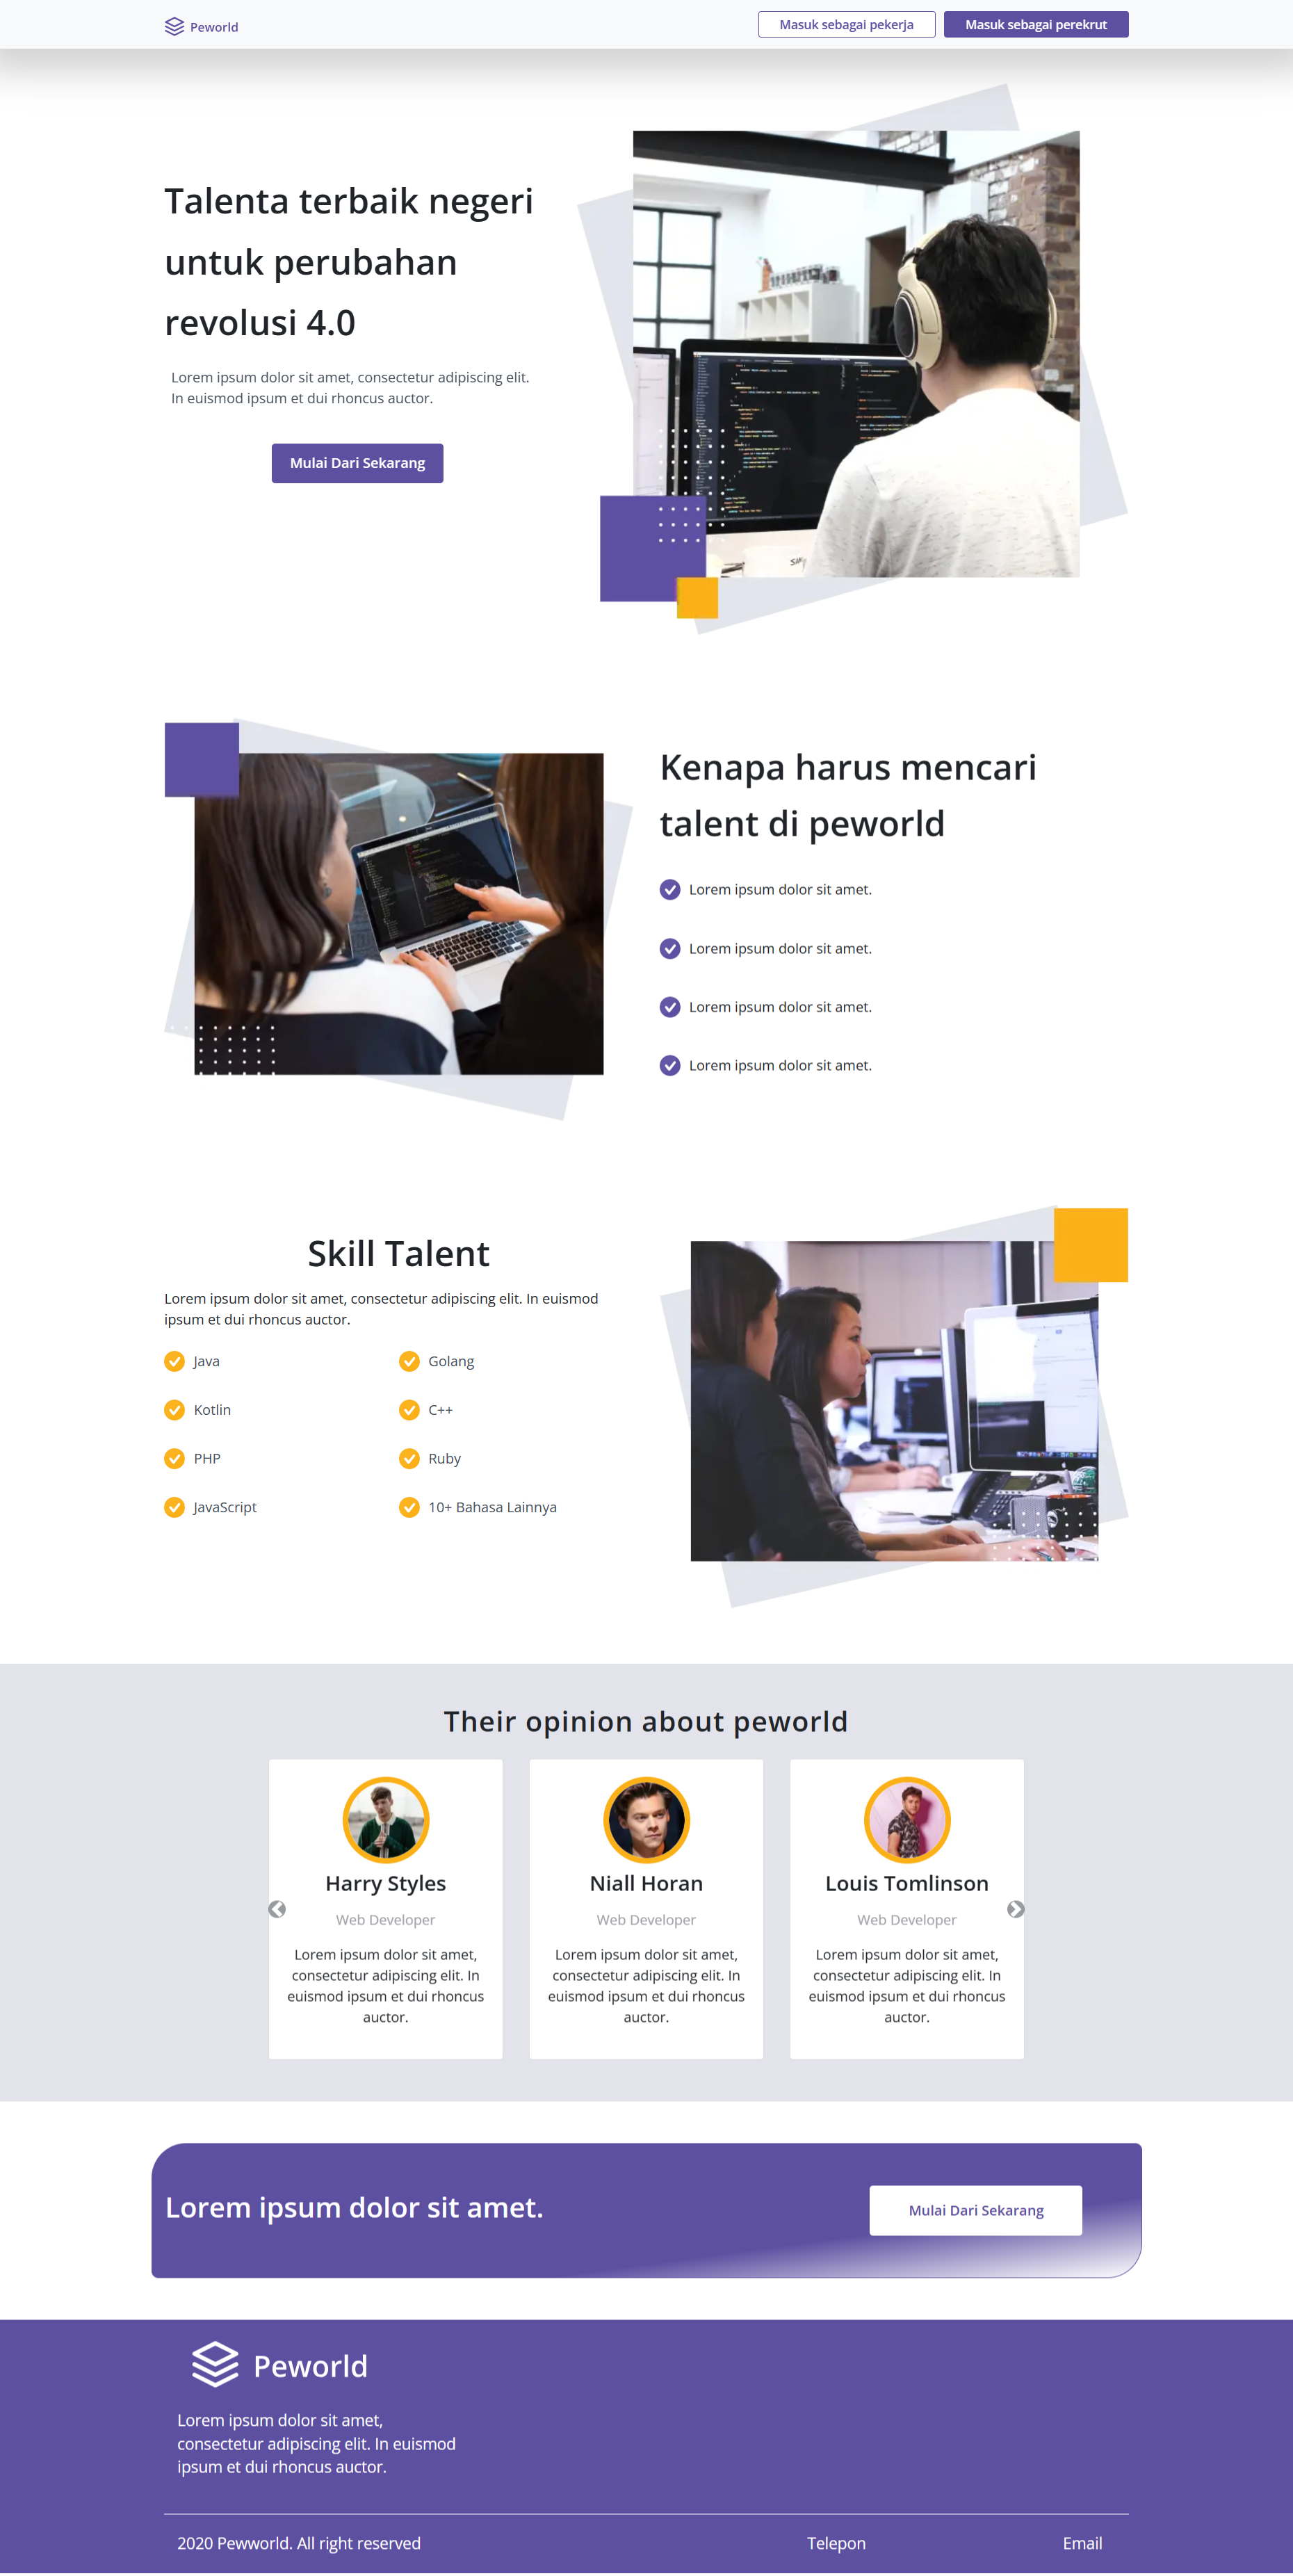 Peworld
Masuk sebagai pekerja
Masuk sebagai perekrut
Talenta terbaik negeri
untuk perubahan
revolusi 4.0
Lorem ipsum dolor sit amet, consectetur adipiscing elit.
In euismod ipsum et dui rhoncus auctor.
Mulai Dari Sekarang
Kenapa harus mencari
talent di peworld
Lorem ipsum dolor sit amet.
Lorem ipsum dolor sit amet.
Lorem ipsum dolor sit amet.
Lorem ipsum dolor sit amet.
Skill Talent
Lorem ipsum dolor sit amet, consectetur adipiscing elit. In euismod
ipsum et dui rhoncus auctor.
Java
Golang
Kotlin
C++
PHP
Ruby
JavaScript
10+ Bahasa Lainnya
Their opinion about peworld
Harry Styles
Web Developer
Lorem ipsum dolor sit amet,
consectetur adipiscing elit. In
euismod ipsum et dui rhoncus
auctor.
Niall Horan
Web Developer
Lorem ipsum dolor sit amet,
consectetur adipiscing elit. In
euismod ipsum et dui rhoncus
auctor.
Louis Tomlinson
Web Developer
Lorem ipsum dolor sit amet,
consectetur adipiscing elit. In
euismod ipsum et dui rhoncus
auctor.
Lorem ipsum dolor sit amet.
Mulai Dari Sekarang
Peworld
Lorem ipsum dolor sit amet,
consectetur adipiscing elit. In euismod
ipsum et dui rhoncus auctor.
2020 Pewworld. All right reserved
Telepon
Email